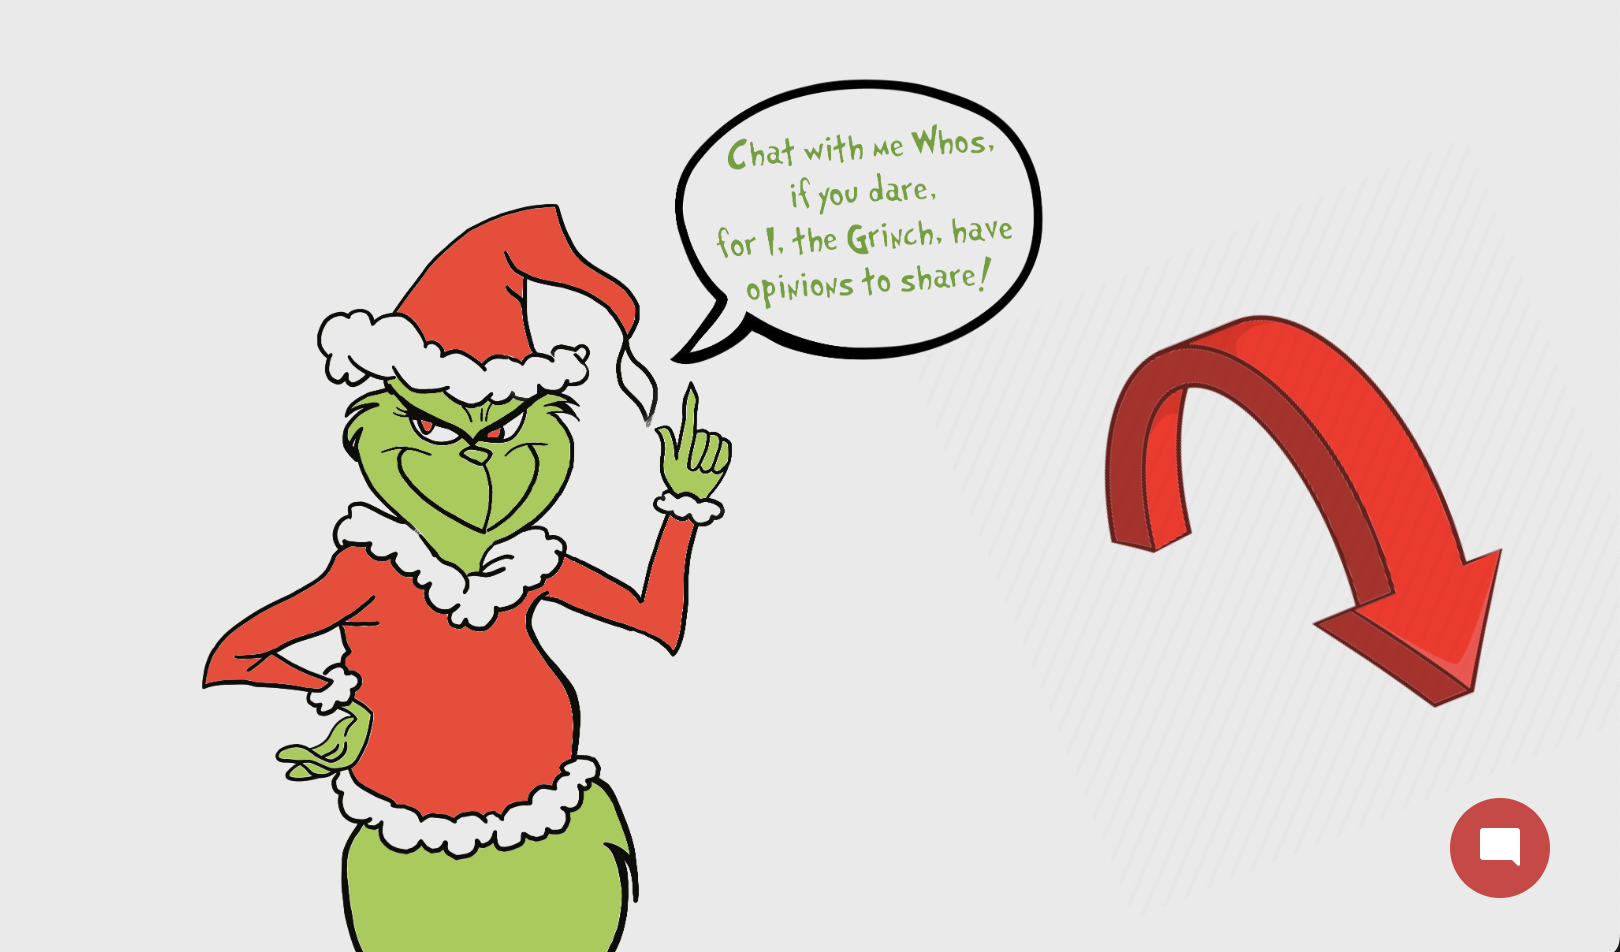 Chat with me Whos,
if you dare,
for I, the Grinch, have
opinions to share!